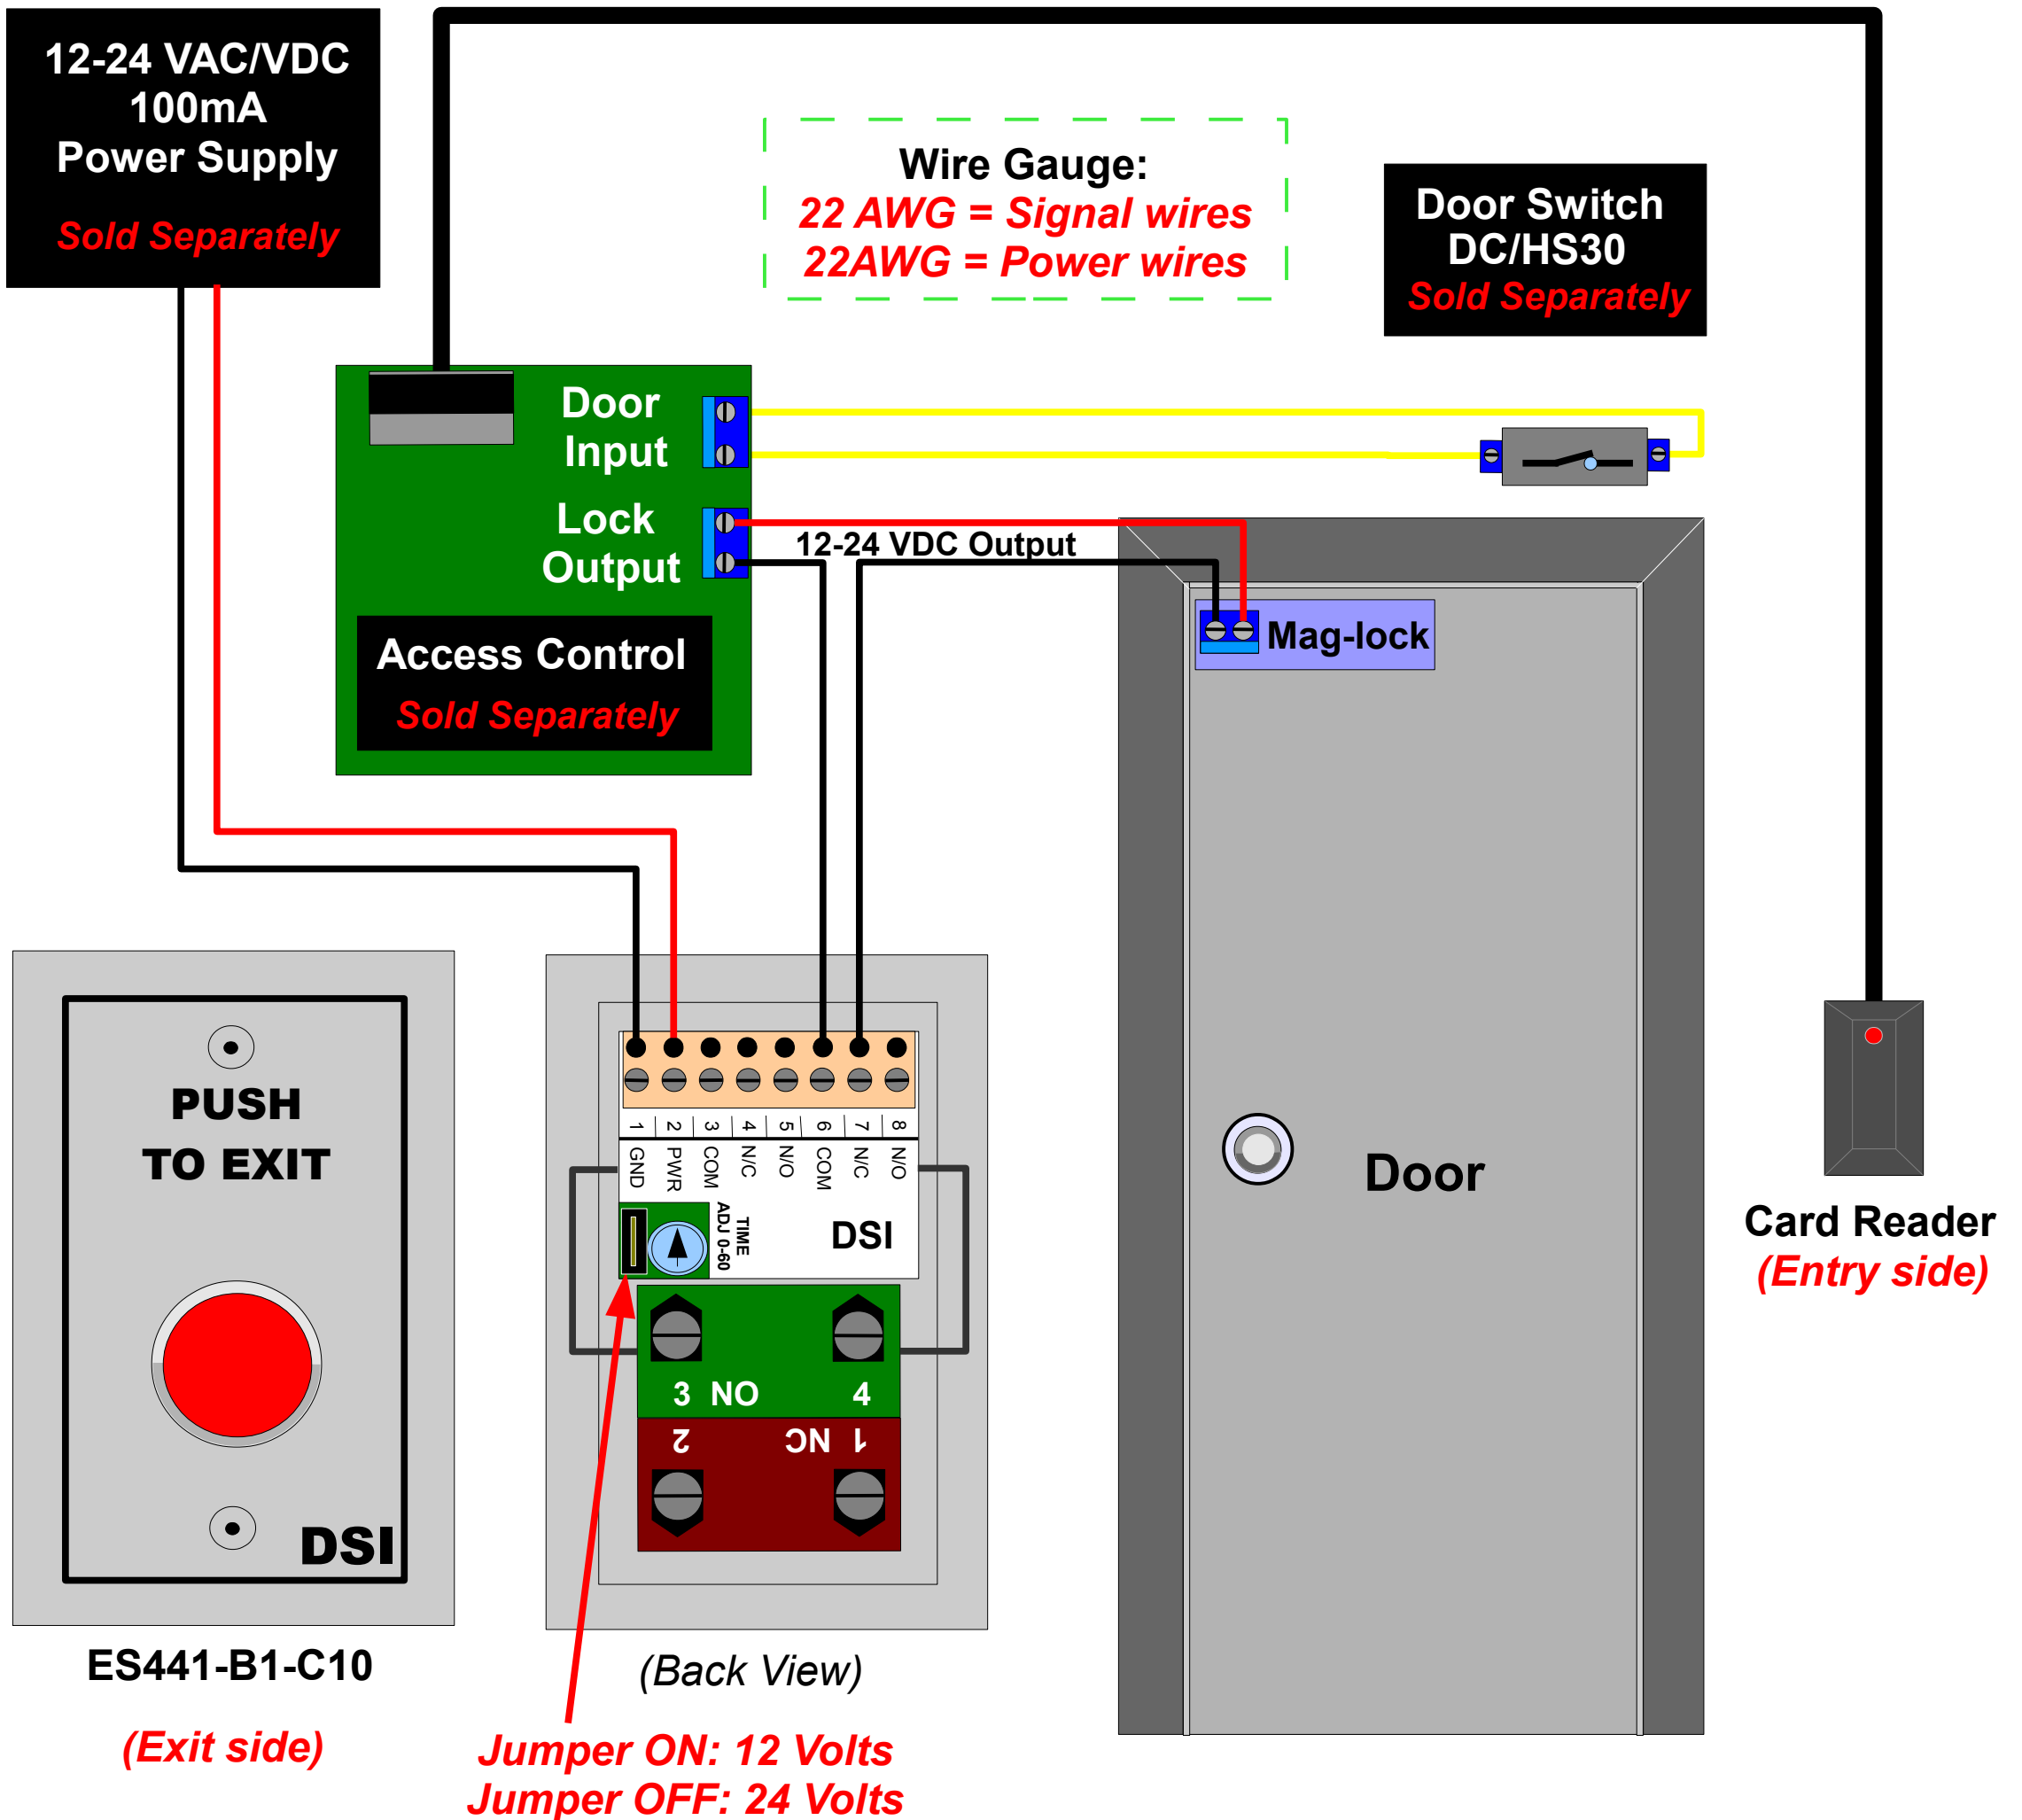 12-24 VAC/VDC
100mA
Power Supply
Sold Separately
Wire Gauge:
22 AWG = Signal wires
22AWG = Power wires
Door Switch
DC/HS30
Sold Separately
Door
Input
Lock
Output
12-24 VDC Output
Access Control
Sold Separately
Mag-lock
Door
Card Reader
(Entry side)
PUSH
TO EXIT
DSI
ES441-B1-C10
(Exit side)
1 2 3 4 5 6 7 8
GND PWR COM N/C N/O COM N/C N/O
TIME
ADJ 0-60
DSI
3 NO 4
2 NC 1
(Back View)
Jumper ON: 12 Volts
Jumper OFF: 24 Volts